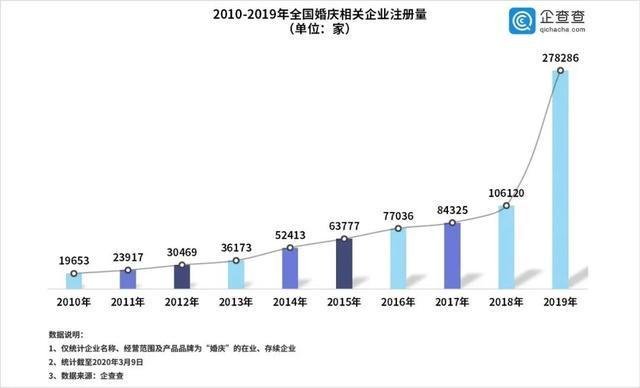 2010-2019年全国婚庆相关企业注册量
（单位：家）
企查查
qichacha.com
278286
106120
84325
77036
63777
52413
36173
30469
23917
19653
2010年 2011年 2012年 2013年 2014年 2015年 2016年 2017年 2018年 2019年
数据说明：
1、仅统计企业名称、经营范围及产品品牌为“婚庆”的在业、存续企业
2、统计截至2020年3月9日
3、数据来源：企查查